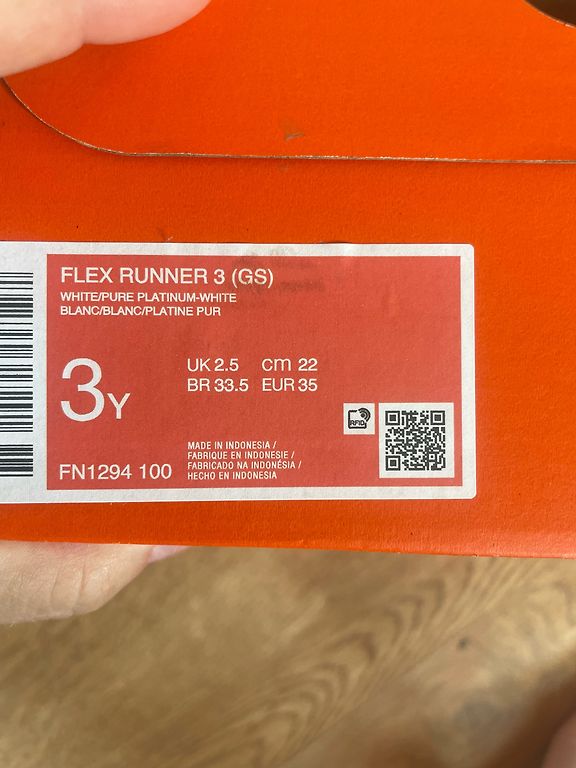 FLEX RUNNER 3 (GS)
WHITE/PURE PLATINUM-WHITE
BLANC/BLANC/PLATINE PUR
3Y
UK 2.5 cm 22
BR 33.5 EUR 35
RFID
MADE IN INDONESIA /
FABRIQUE EN INDONESIE /
FABRICADO NA INDONÉSIA /
HECHO EN INDONESIA
FN1294 100